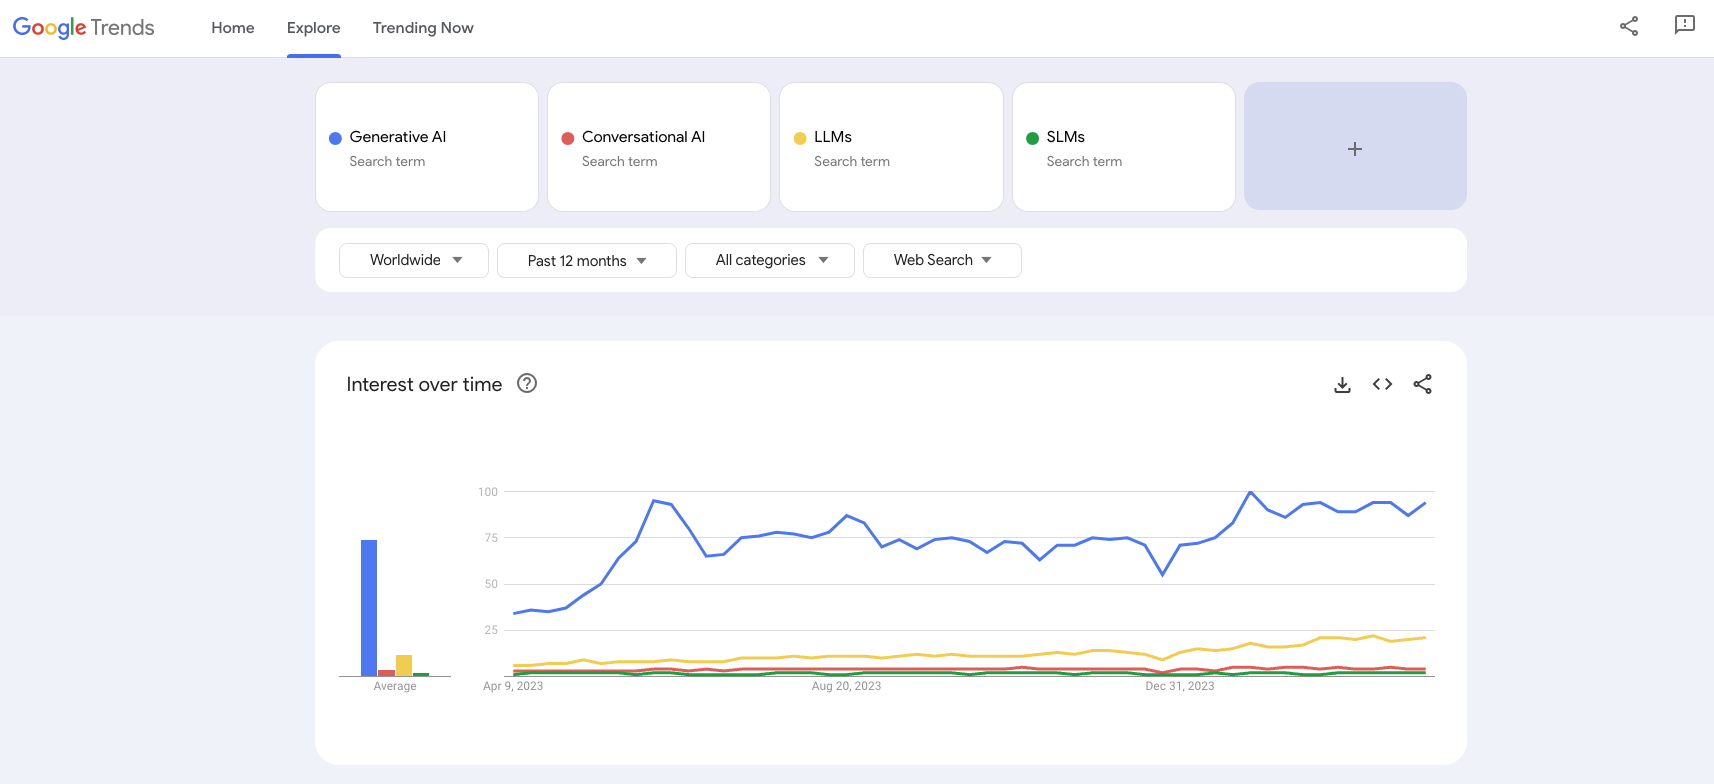 Google Trends
Home
Explore
Trending Now
Generative AI
Search term
Conversational AI
Search term
LLMs
Search term
SLMs
Search term
+
Worldwide
Past 12 months
All categories
Web Search
Interest over time
?
100
75
50
25
Average
Apr 9, 2023
Aug 20, 2023
Dec 31, 2023